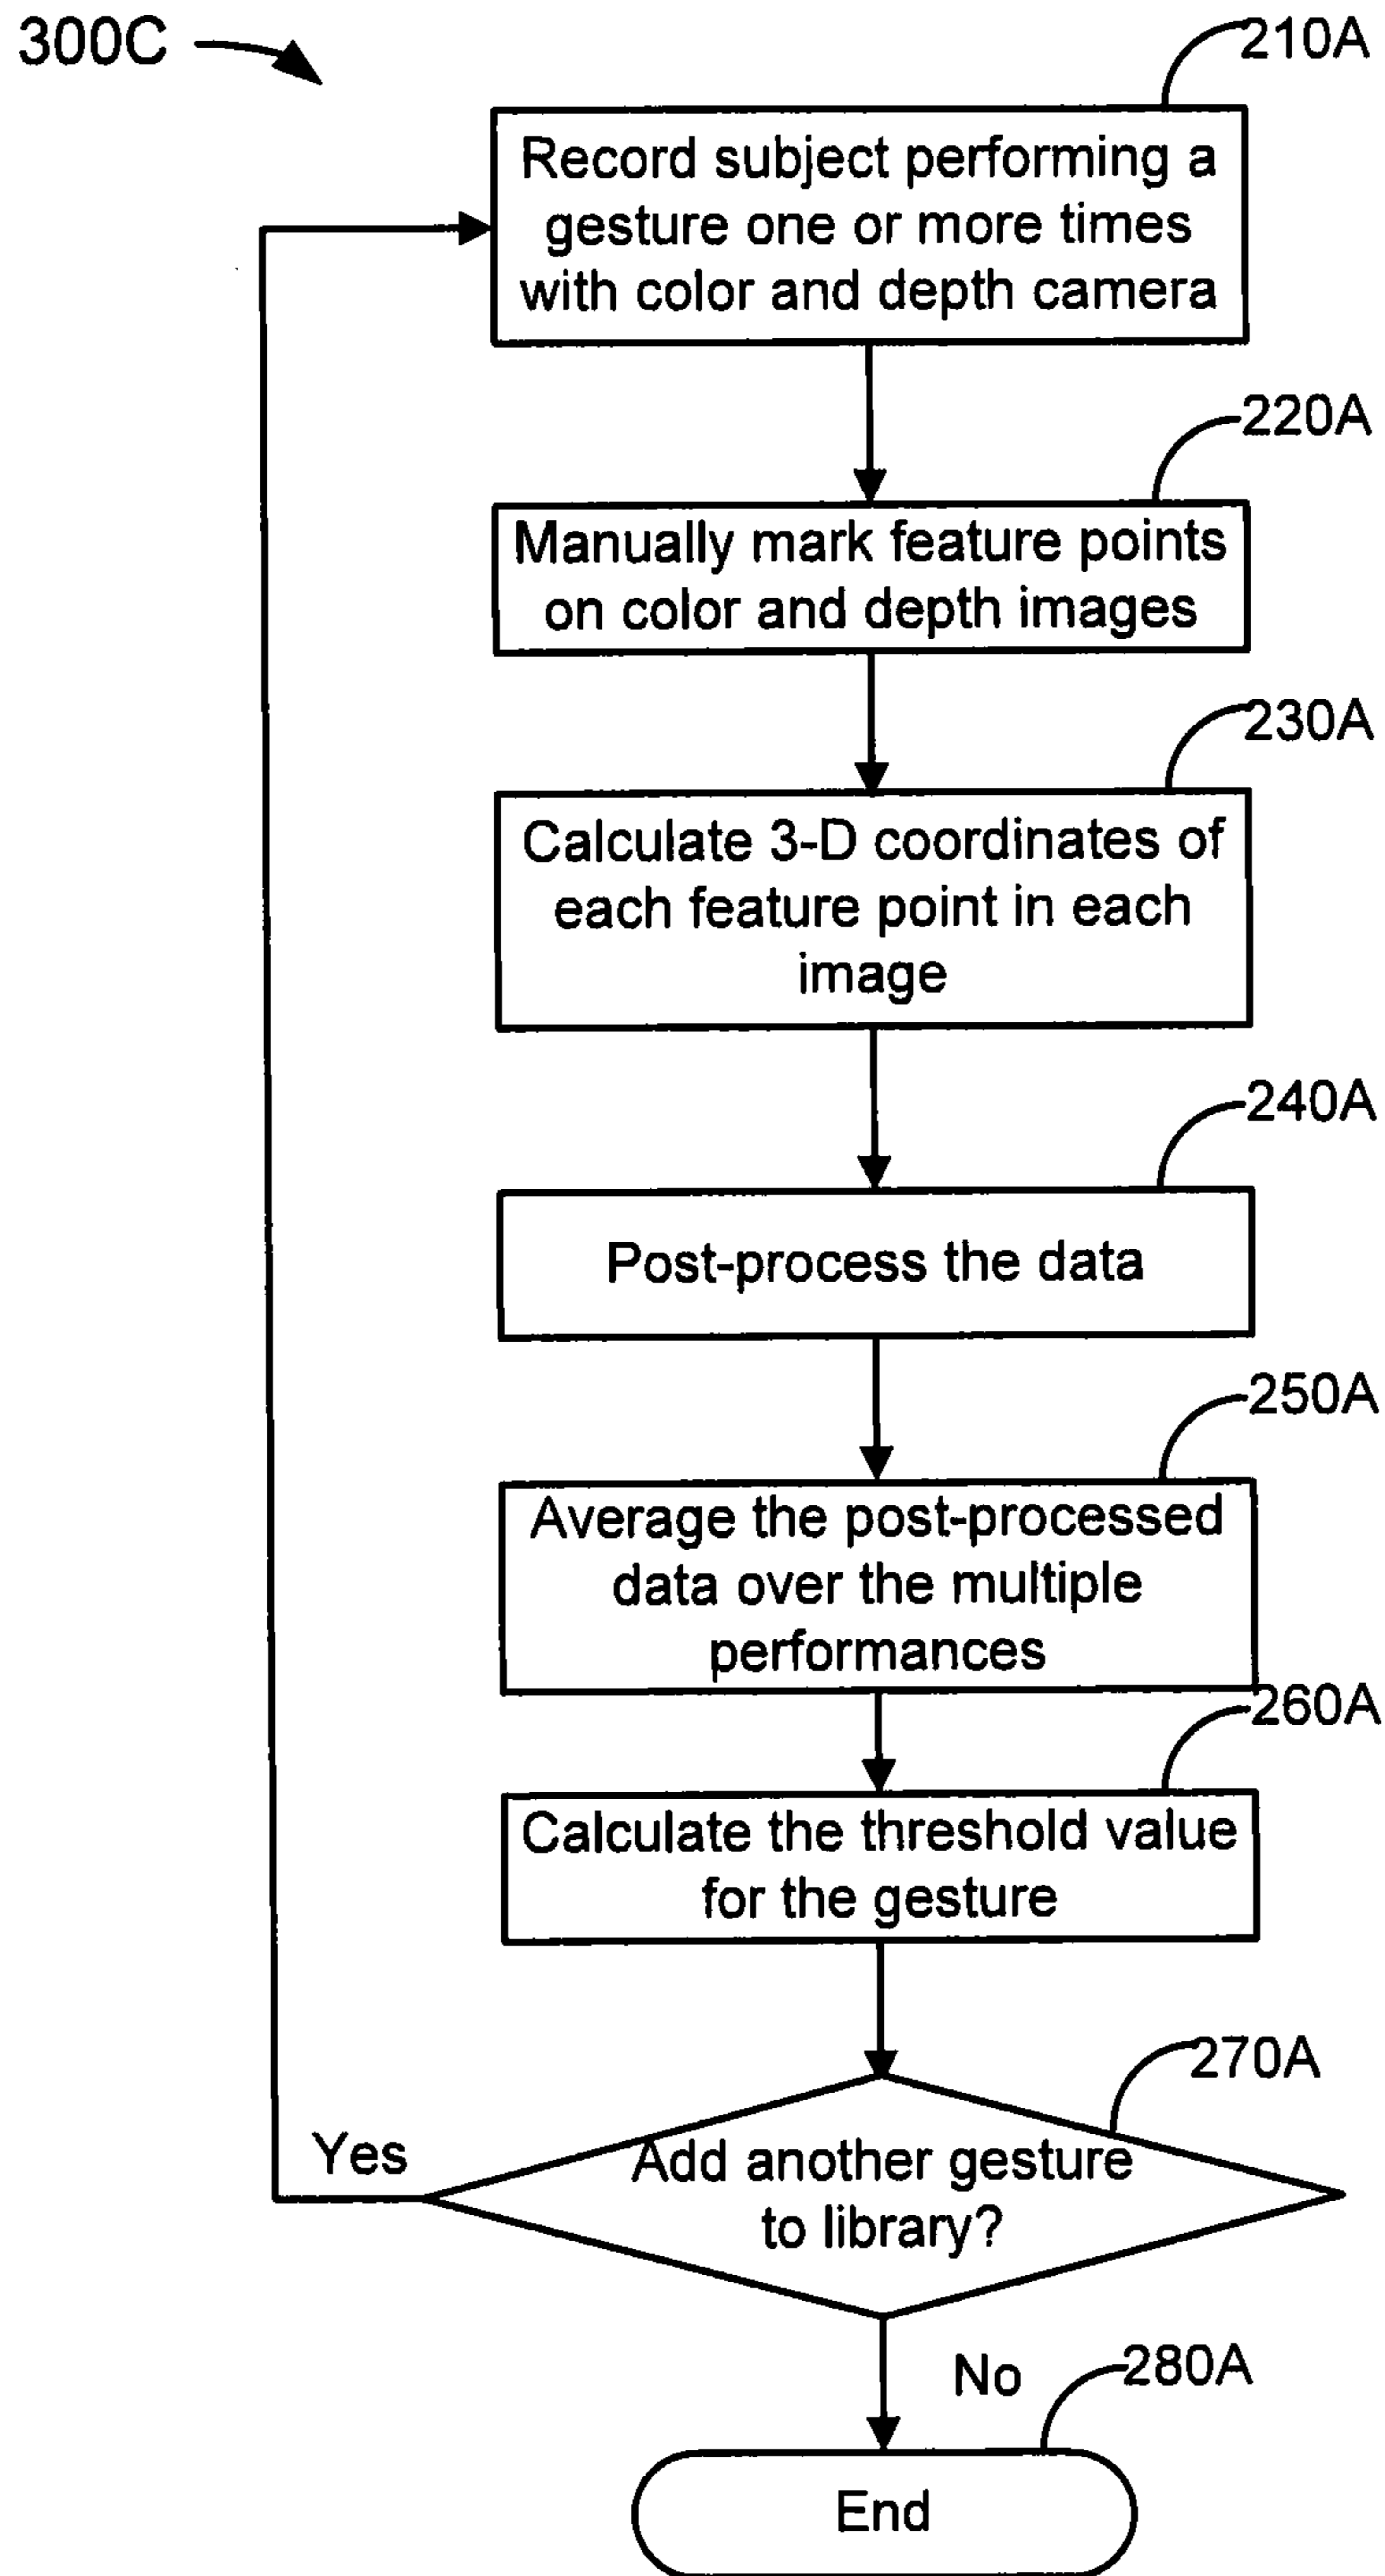 300C
210A
Record subject performing a
gesture one or more times
with color and depth camera
220A
Manually mark feature points
on color and depth images
230A
Calculate 3-D coordinates of
each feature point in each
image
240A
Post-process the data
250A
Average the post-processed
data over the multiple
performances
260A
Calculate the threshold value
for the gesture
270A
Yes
Add another gesture
to library?
No
280A
End